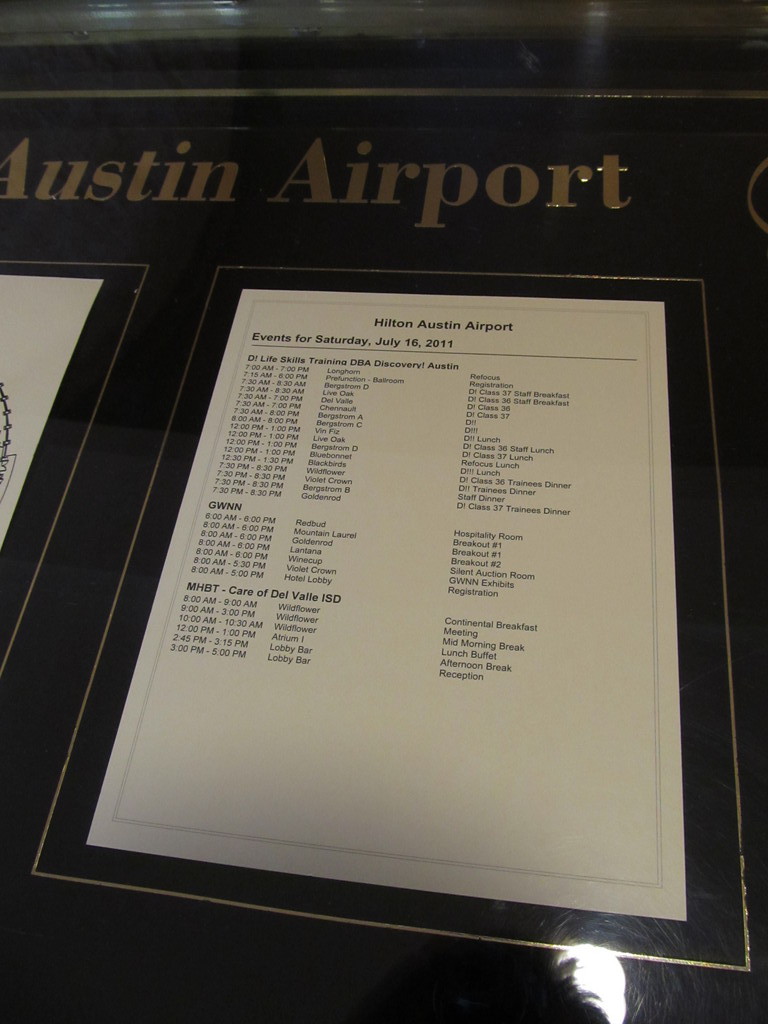 Austin Airport
Hilton Austin Airport
Events for Saturday, July 16, 2011
D! Life Skills Training DBA Discovery! Austin
7:00 AM - 7:00 PM Longhorn Refocus
7:15 AM - 6:00 PM Prefunction - Ballroom Registration
7:30 AM - 8:30 AM Bergstrom D D! Class 37 Staff Breakfast
7:30 AM - 8:30 AM Live Oak D! Class 36 Staff Breakfast
7:30 AM - 7:00 PM Del Valle D! Class 36
7:30 AM - 7:00 PM Chennault D! Class 37
7:30 AM - 8:00 PM Bergstrom A D!!
8:00 AM - 8:00 PM Bergstrom C D!!!
12:00 PM - 1:00 PM Vin Fiz D!! Lunch
12:00 PM - 1:00 PM Live Oak D! Class 36 Staff Lunch
12:00 PM - 1:00 PM Bergstrom D D! Class 37 Lunch
12:00 PM - 1:00 PM Bluebonnet Refocus Lunch
12:30 PM - 1:30 PM Blackbirds D!!! Lunch
7:30 PM - 8:30 PM Wildflower D! Class 36 Trainees Dinner
7:30 PM - 8:30 PM Violet Crown D!! Trainees Dinner
7:30 PM - 8:30 PM Bergstrom B Staff Dinner
7:30 PM - 8:30 PM Goldenrod D! Class 37 Trainees Dinner
GWNN
6:00 AM - 6:00 PM Redbud Hospitality Room
8:00 AM - 6:00 PM Mountain Laurel Breakout #1
8:00 AM - 6:00 PM Goldenrod Breakout #1
8:00 AM - 6:00 PM Lantana Breakout #2
8:00 AM - 6:00 PM Winecup Silent Auction Room
8:00 AM - 5:30 PM Violet Crown GWNN Exhibits
8:00 AM - 5:00 PM Hotel Lobby Registration
MHBT - Care of Del Valle ISD
8:00 AM - 9:00 AM Wildflower Continental Breakfast
9:00 AM - 3:00 PM Wildflower Meeting
10:00 AM - 10:30 AM Wildflower Mid Morning Break
12:00 PM - 1:00 PM Atrium I Lunch Buffet
2:45 PM - 3:15 PM Lobby Bar Afternoon Break
3:00 PM - 5:00 PM Lobby Bar Reception